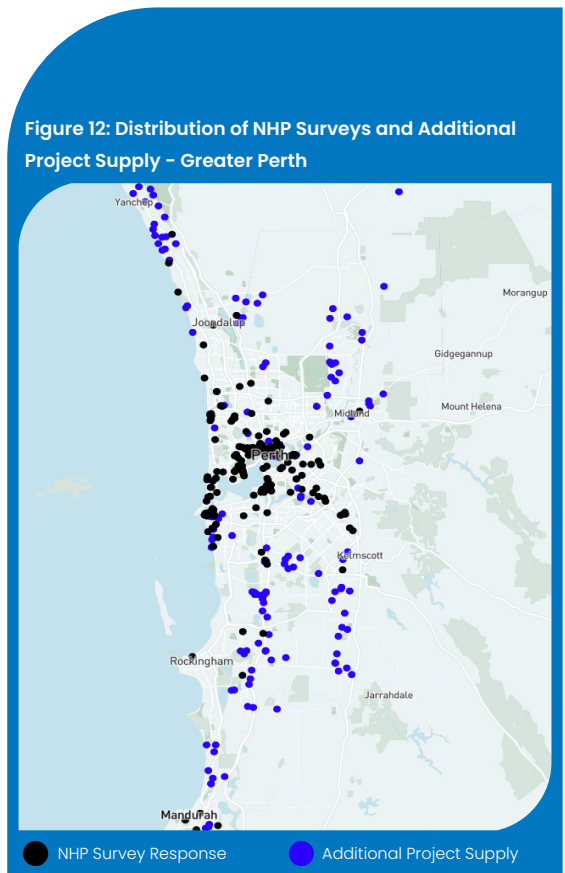 Figure 12: Distribution of NHP Surveys and Additional
Project Supply - Greater Perth
Yanchep
Morangup
Joondalup
Gidgegannup
Mount Helena
Midland
Perth
Kelmscott
Rockingham
Jarrahdale
Mandurah
NHP Survey Response
Additional Project Supply